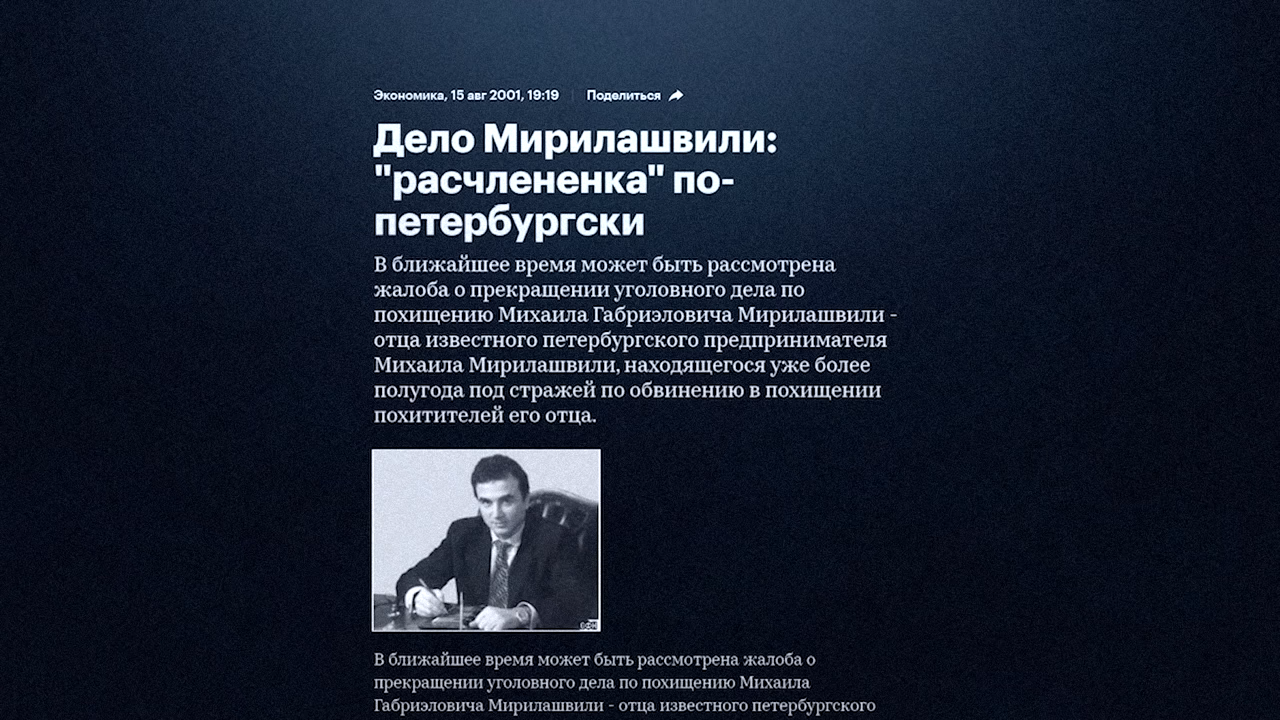 Экономика, 15 авг 2001, 19:19 Поделиться
Дело Мирилашвили:
"расчлененка" по-
петербургски
В ближайшее время может быть рассмотрена
жалоба о прекращении уголовного дела по
похищению Михаила Габриэловича Мирилашвили -
отца известного петербургского предпринимателя
Михаила Мирилашвили, находящегося уже более
полугода под стражей по обвинению в похищении
похитителей его отца.
В ближайшее время может быть рассмотрена жалоба о
прекращении уголовного дела по похищению Михаила
Габриэловича Мирилашвили - отца известного петербургского